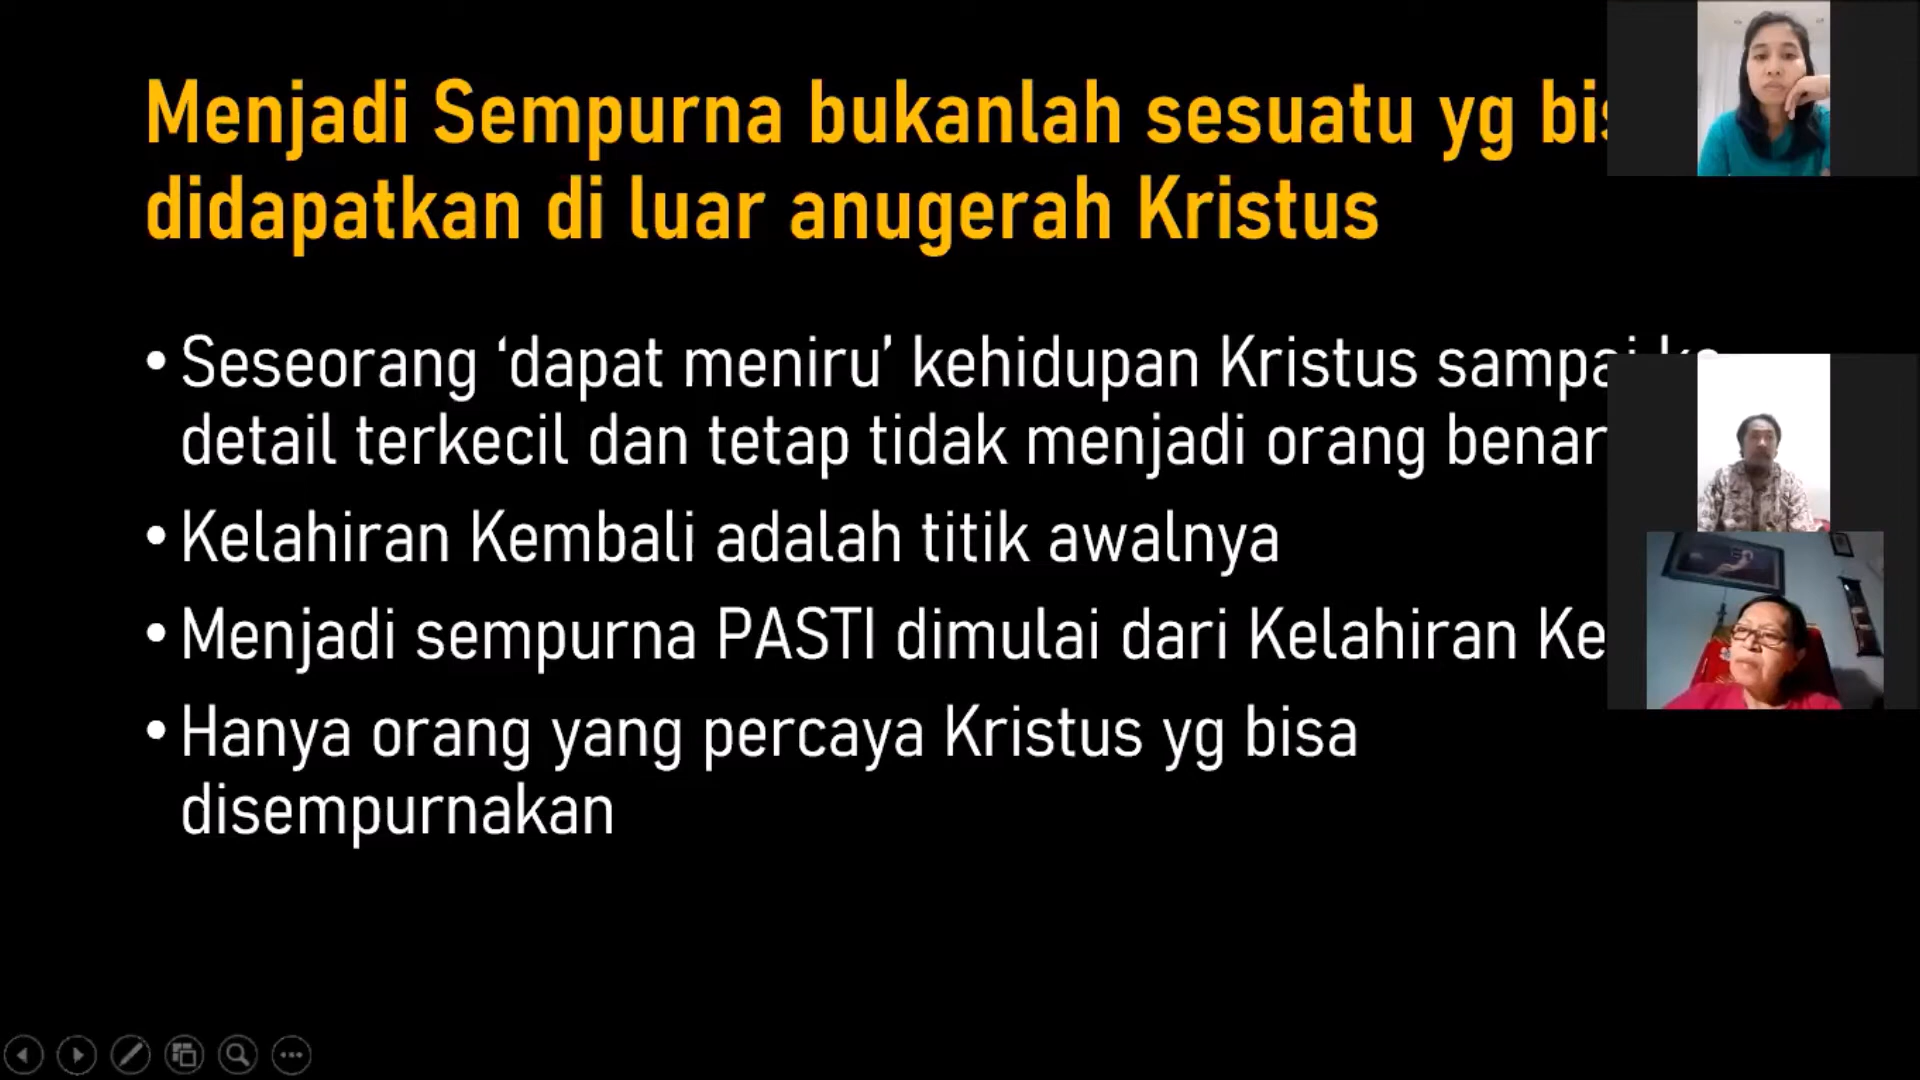 Menjadi Sempurna bukanlah sesuatu yg
didapatkan di luar anugerah Kristus
• Seseorang ‘dapat meniru’ kehidupan Kristus
detail terkecil dan tetap tidak menjadi orang benar
• Kelahiran Kembali adalah titik awalnya
• Menjadi sempurna PASTI dimulai dari Kelahiran
• Hanya orang yang percaya Kristus yg bisa
disempurnakan